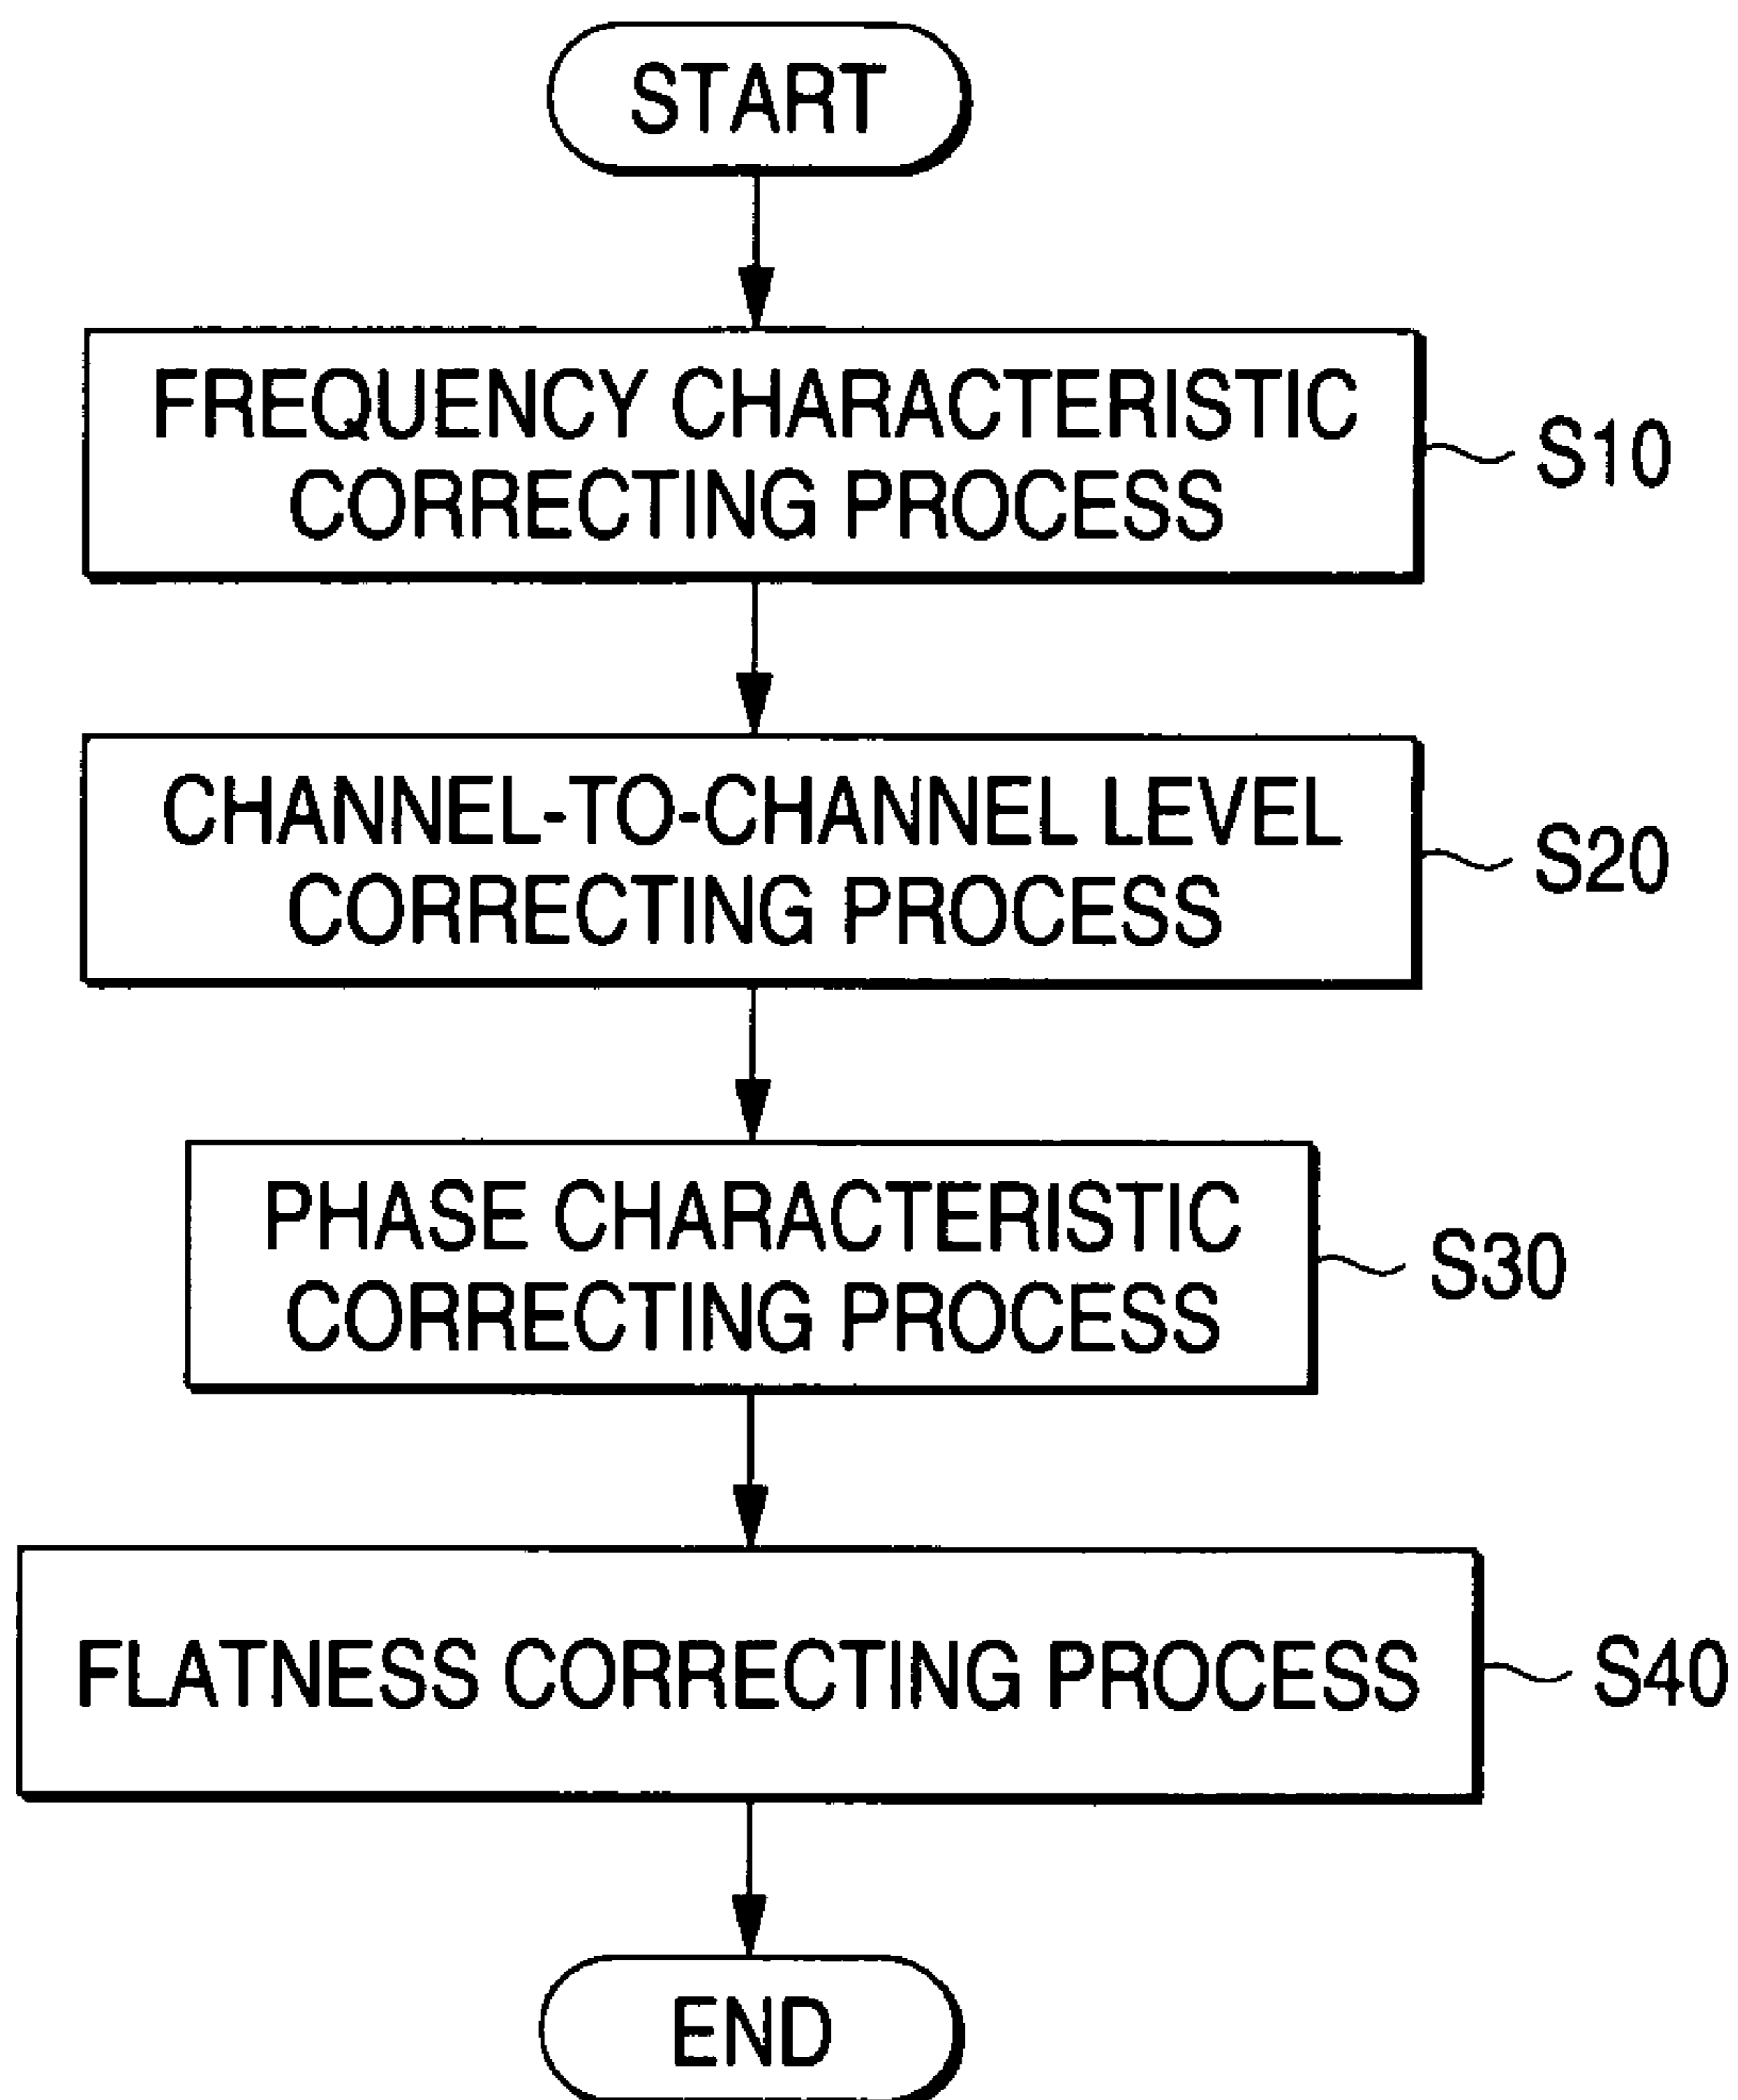 START
FREQUENCY CHARACTERISTIC
CORRECTING PROCESS
S10
CHANNEL-TO-CHANNEL LEVEL
CORRECTING PROCESS
S20
PHASE CHARACTERISTIC
CORRECTING PROCESS
S30
FLATNESS CORRECTING PROCESS
S40
END